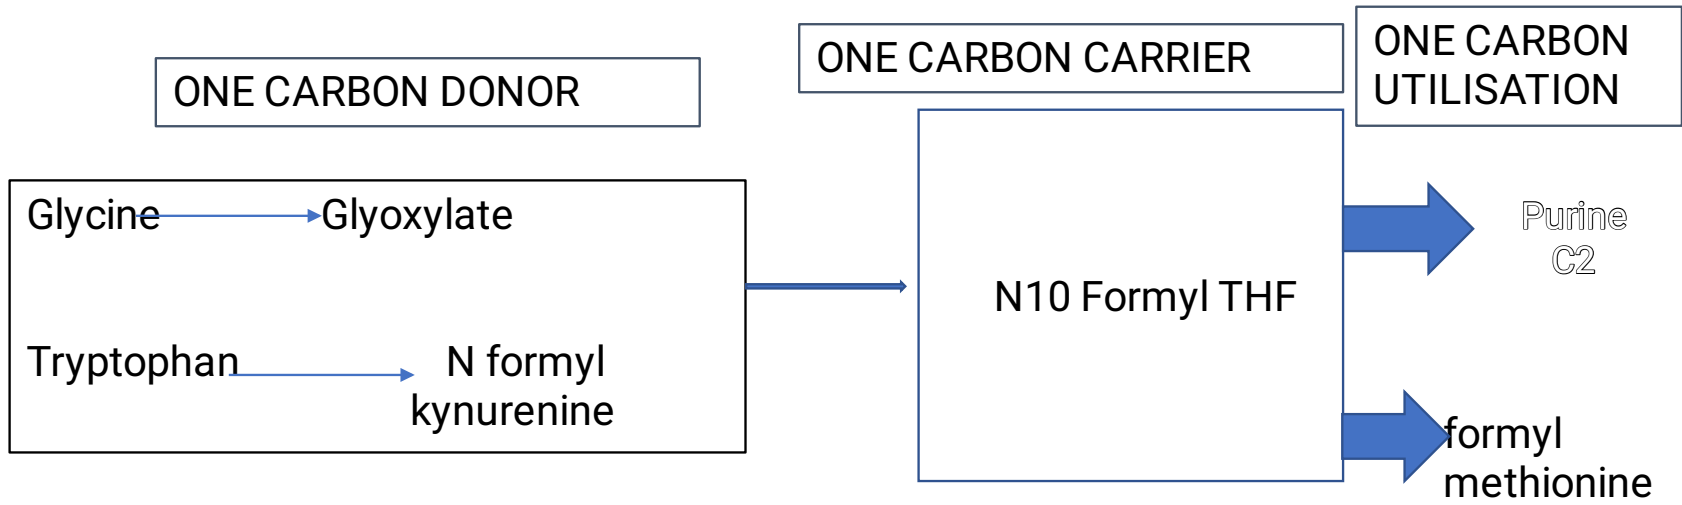 ONE CARBON DONOR
ONE CARBON CARRIER
ONE CARBON
UTILISATION
Glycine Glyoxylate
Tryptophan N formyl
kynurenine
N10 Formyl THF
Purine
C2
formyl
methionine